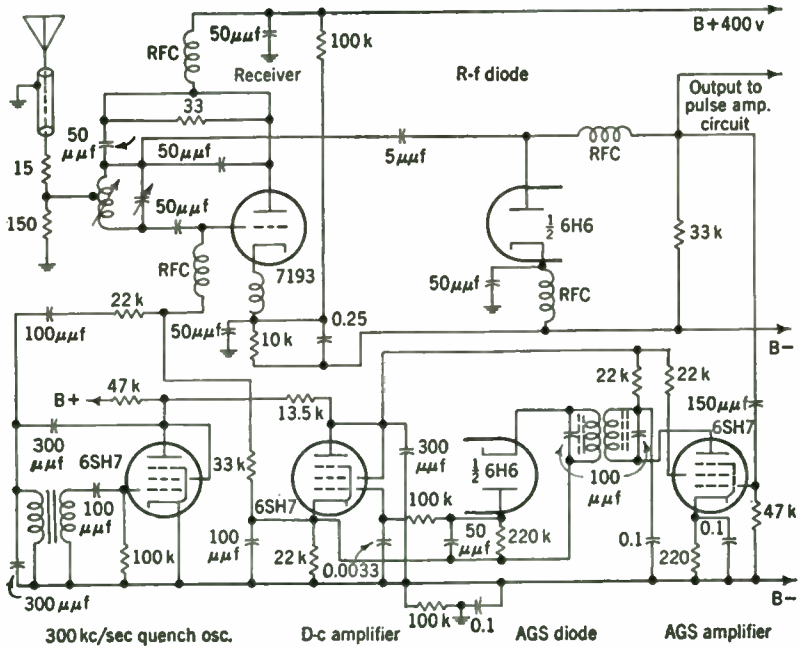 50μμf
B+400 v
RFC
Receiver
100 k
R-f diode
33
Output to
pulse amp.
circuit
50
μμf
50μμf
5μμf
RFC
15
150
50μμf
½ 6H6
33 k
RFC
7193
50μμf
RFC
22 k
100μμf
50μμf
10 k
0.25
B-
B+
47 k
13.5 k
22 k
22 k
150μμf
300
μμf
6SH7
33 k
300
μμf
½ 6H6
6SH7
6SH7
100
μμf
100
μμf
100 k
47 k
100 k
100
μμf
22 k
0.0033
50
μμf
220 k
0.1
220
0.1
300μμf
B-
100 k
0.1
300 kc/sec quench osc.
D-c amplifier
AGS diode
AGS amplifier